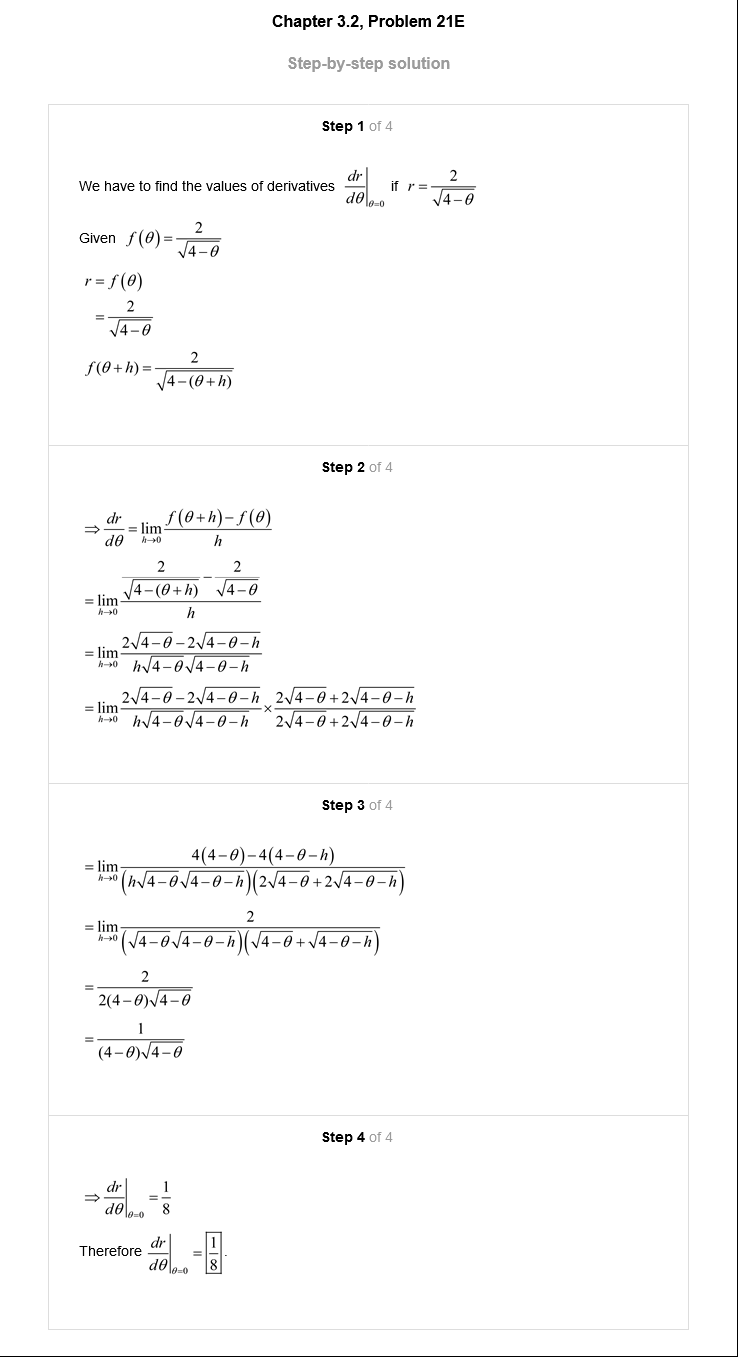 Chapter 3.2, Problem 21E
Step-by-step solution
Step 1 of 4
We have to find the values of derivatives \left.\frac{dr}{d\theta}\right|_{\theta=0} if r=\frac{2}{\sqrt{4-\theta}}
Given f(\theta)=\frac{2}{\sqrt{4-\theta}}
r=f(\theta)
=\frac{2}{\sqrt{4-\theta}}
f(\theta+h)=\frac{2}{\sqrt{4-(\theta+h)}}
Step 2 of 4
\Rightarrow \frac{dr}{d\theta}=\lim_{h\to 0}\frac{f(\theta+h)-f(\theta)}{h}
=\lim_{h\to 0}\frac{\frac{2}{\sqrt{4-(\theta+h)}}-\frac{2}{\sqrt{4-\theta}}}{h}
=\lim_{h\to 0}\frac{2\sqrt{4-\theta}-2\sqrt{4-\theta-h}}{h\sqrt{4-\theta}\sqrt{4-\theta-h}}
=\lim_{h\to 0}\frac{2\sqrt{4-\theta}-2\sqrt{4-\theta-h}}{h\sqrt{4-\theta}\sqrt{4-\theta-h}}\times\frac{2\sqrt{4-\theta}+2\sqrt{4-\theta-h}}{2\sqrt{4-\theta}+2\sqrt{4-\theta-h}}
Step 3 of 4
=\lim_{h\to 0}\frac{4(4-\theta)-4(4-\theta-h)}{(h\sqrt{4-\theta}\sqrt{4-\theta-h})(2\sqrt{4-\theta}+2\sqrt{4-\theta-h})}
=\lim_{h\to 0}\frac{2}{(\sqrt{4-\theta}\sqrt{4-\theta-h})(\sqrt{4-\theta}+\sqrt{4-\theta-h})}
=\frac{2}{2(4-\theta)\sqrt{4-\theta}}
=\frac{1}{(4-\theta)\sqrt{4-\theta}}
Step 4 of 4
\Rightarrow \left.\frac{dr}{d\theta}\right|_{\theta=0}=\frac{1}{8}
Therefore \left.\frac{dr}{d\theta}\right|_{\theta=0}=\boxed{\frac{1}{8}}.